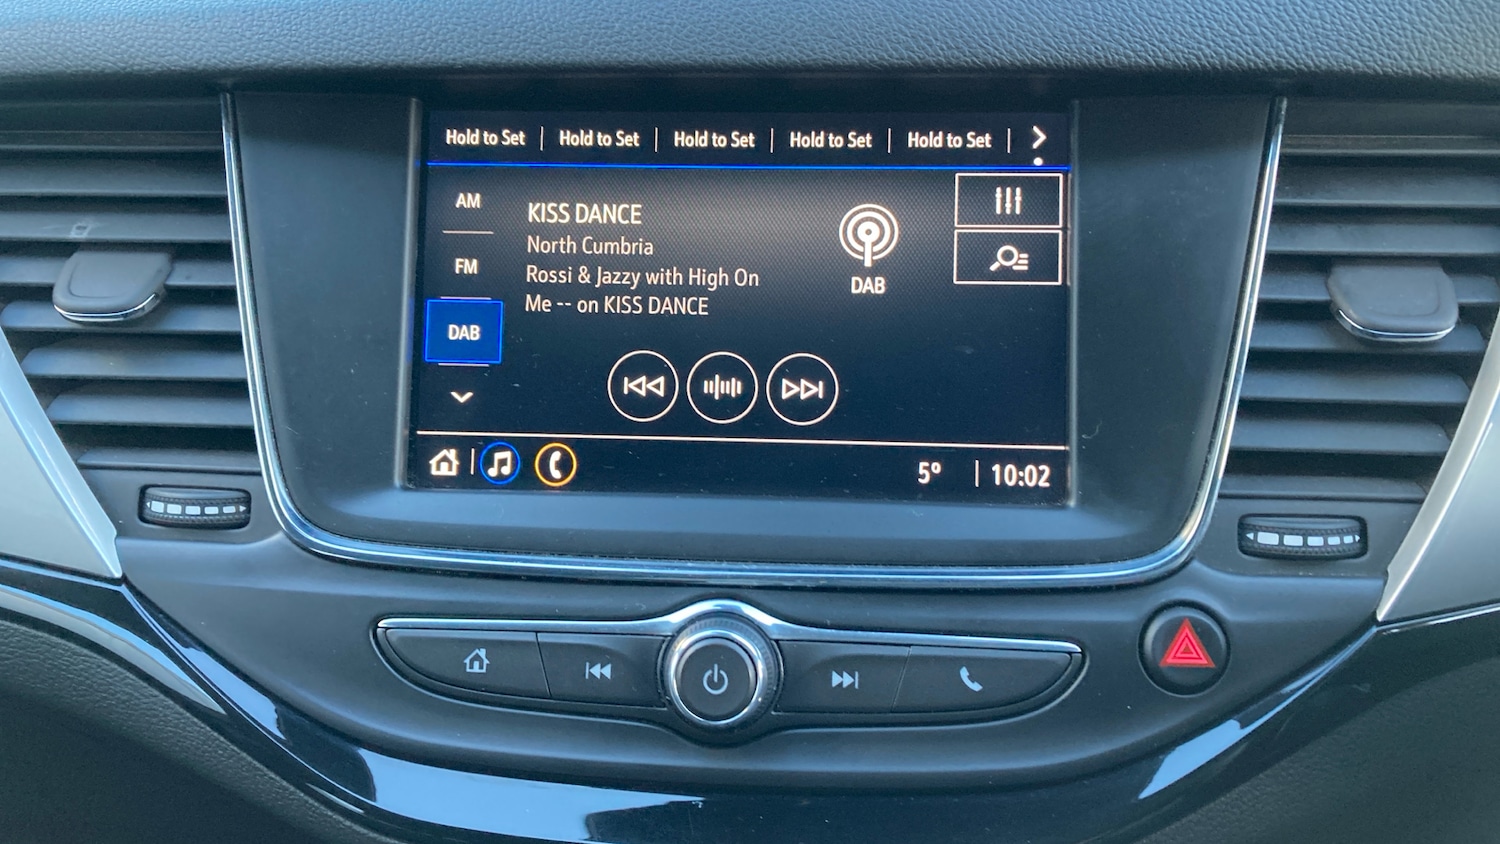 Hold to Set | Hold to Set | Hold to Set | Hold to Set | Hold to Set |
AM
FM
DAB
KISS DANCE
North Cumbria
Rossi & Jazzy with High On
Me -- on KISS DANCE
DAB
5° | 10:02